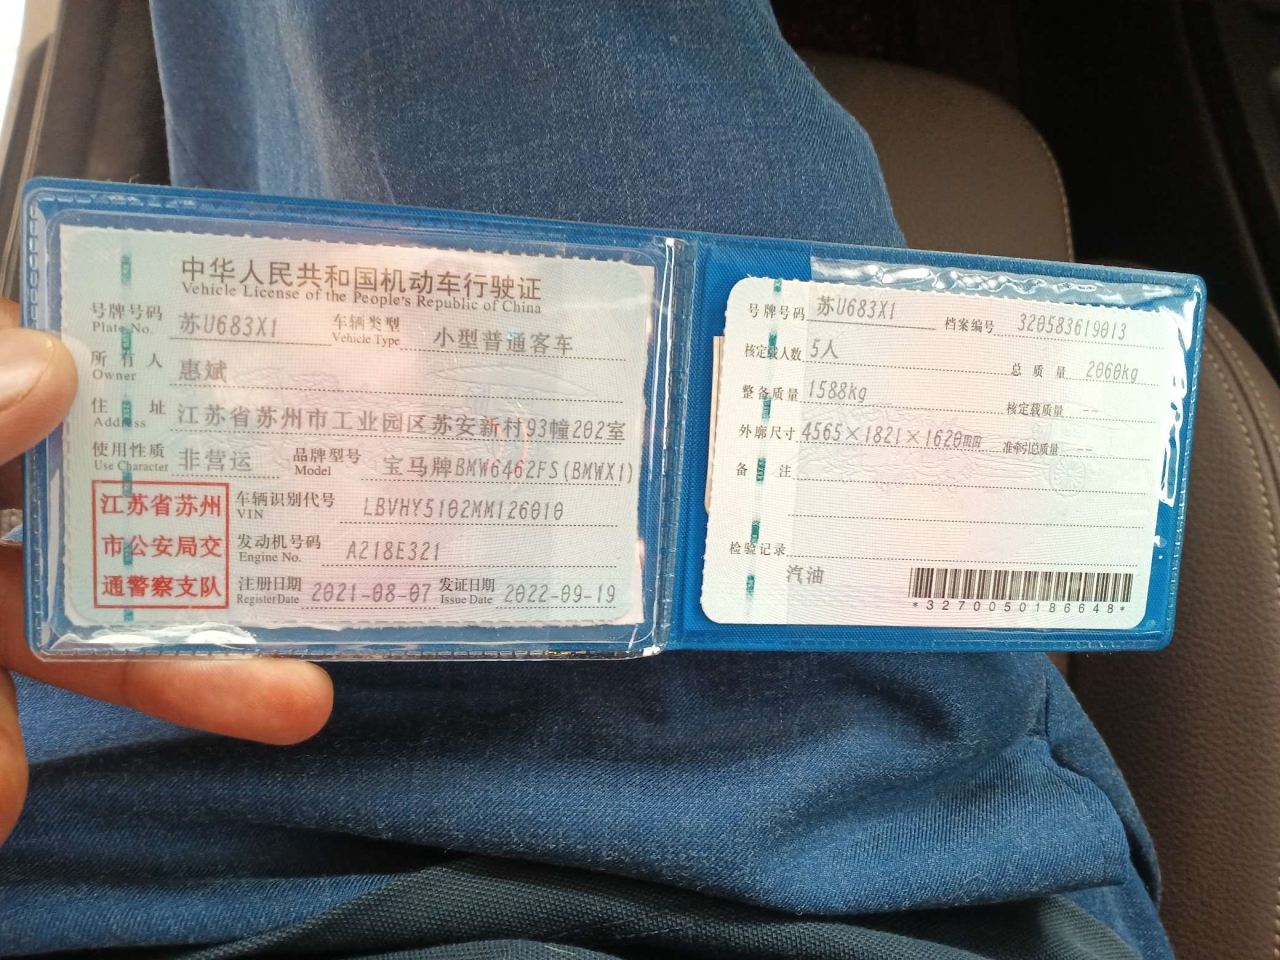 中华人民共和国机动车行驶证
Vehicle License of the People's Republic of China
号牌号码 苏U683X1 车辆类型 小型普通客车
Plate No. Vehicle Type
所有人 惠斌
Owner
住址 江苏省苏州市工业园区苏安新村93幢202室
Address
使用性质 非营运 品牌型号 宝马牌BMW6462FS(BMWX1)
Use Character Model
江苏省苏州
市公安局交
通警察支队
车辆识别代号 LBVHY5102MM126010
VIN
发动机号码 A218E321
Engine No.
注册日期 2021-08-07 发证日期 2022-09-19
Register Date Issue Date
号牌号码 苏U683X1 档案编号 320583619013
核定载人数 5人 总质量 2060kg
整备质量 1588kg 核定载质量 --
外廓尺寸 4565×1821×1620mm 准牵引总质量 --
备注
检验记录
汽油
*3270050186648*